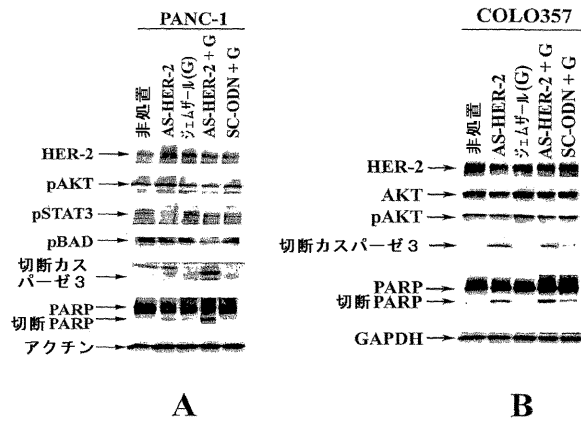 PANC-1
非処置
AS-HER-2
ジェムザール(G)
AS-HER-2+G
SC-ODN+G
HER-2
pAKT
pSTAT3
pBAD
切断カス
パーゼ3
PARP
切断PARP
アクチン
A
COLO357
非処置
AS-HER-2
ジェムザール(G)
AS-HER-2+G
SC-ODN+G
HER-2
AKT
pAKT
切断カスパーゼ3
PARP
切断PARP
GAPDH
B